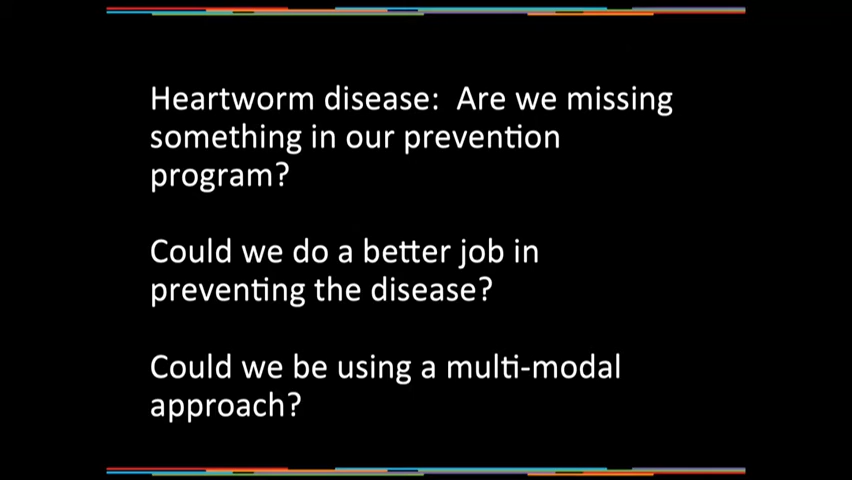 Heartworm disease:  Are we missing
something in our prevention
program?
Could we do a better job in
preventing the disease?
Could we be using a multi-modal
approach?